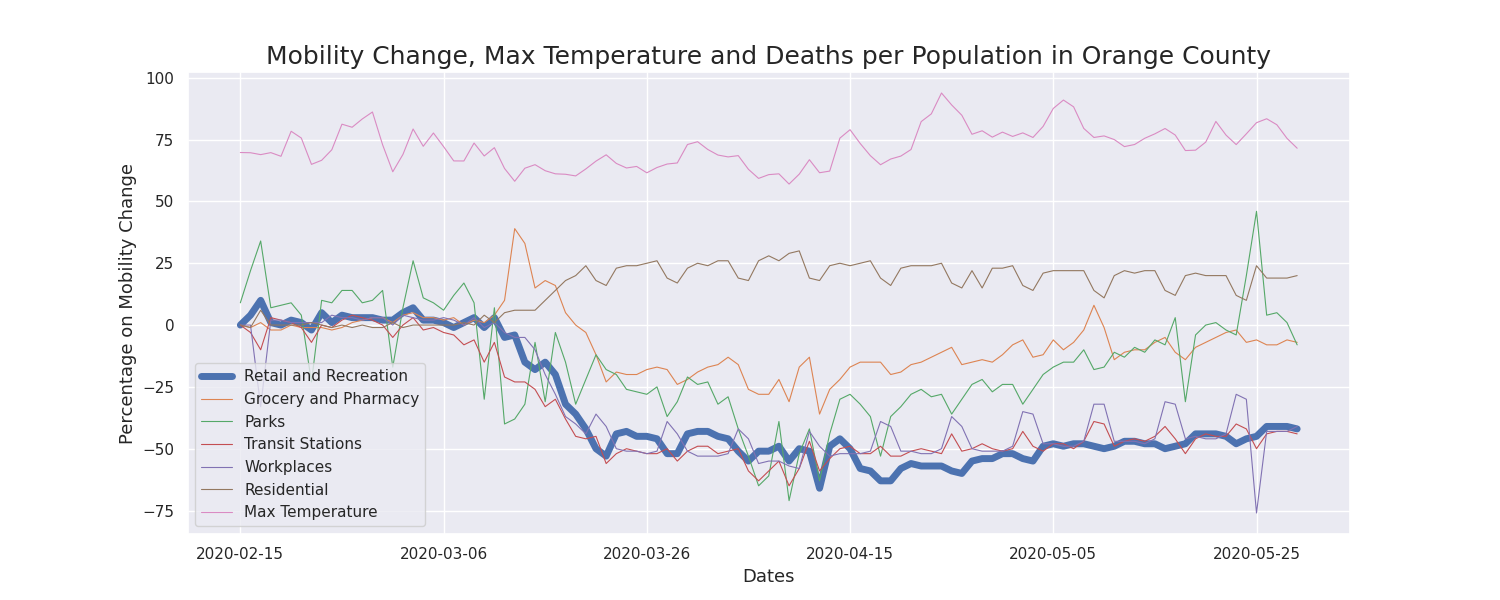 Mobility Change, Max Temperature and Deaths per Population in Orange County
Percentage on Mobility Change
100
75
50
25
0
−25
−50
−75
Retail and Recreation
Grocery and Pharmacy
Parks
Transit Stations
Workplaces
Residential
Max Temperature
2020-02-15
2020-03-06
2020-03-26
2020-04-15
2020-05-05
2020-05-25
Dates